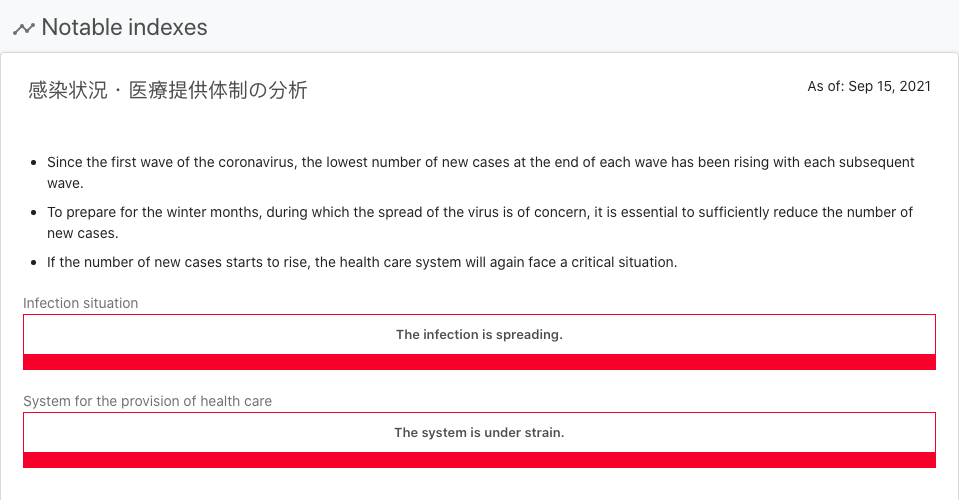 Notable indexes
感染状況・医療提供体制の分析
As of: Sep 15, 2021
Since the first wave of the coronavirus, the lowest number of new cases at the end of each wave has been rising with each subsequent
wave.
To prepare for the winter months, during which the spread of the virus is of concern, it is essential to sufficiently reduce the number of
new cases.
If the number of new cases starts to rise, the health care system will again face a critical situation.
Infection situation
The infection is spreading.
System for the provision of health care
The system is under strain.